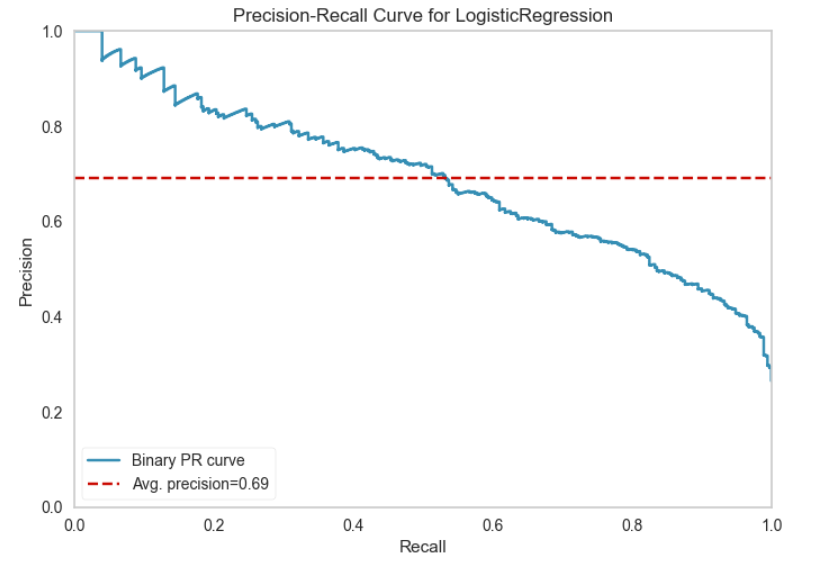 Precision-Recall Curve for LogisticRegression
1.0
0.8
0.6
0.4
0.2
0.0
Precision
Binary PR curve
Avg. precision=0.69
0.0 0.2 0.4 0.6 0.8 1.0
Recall